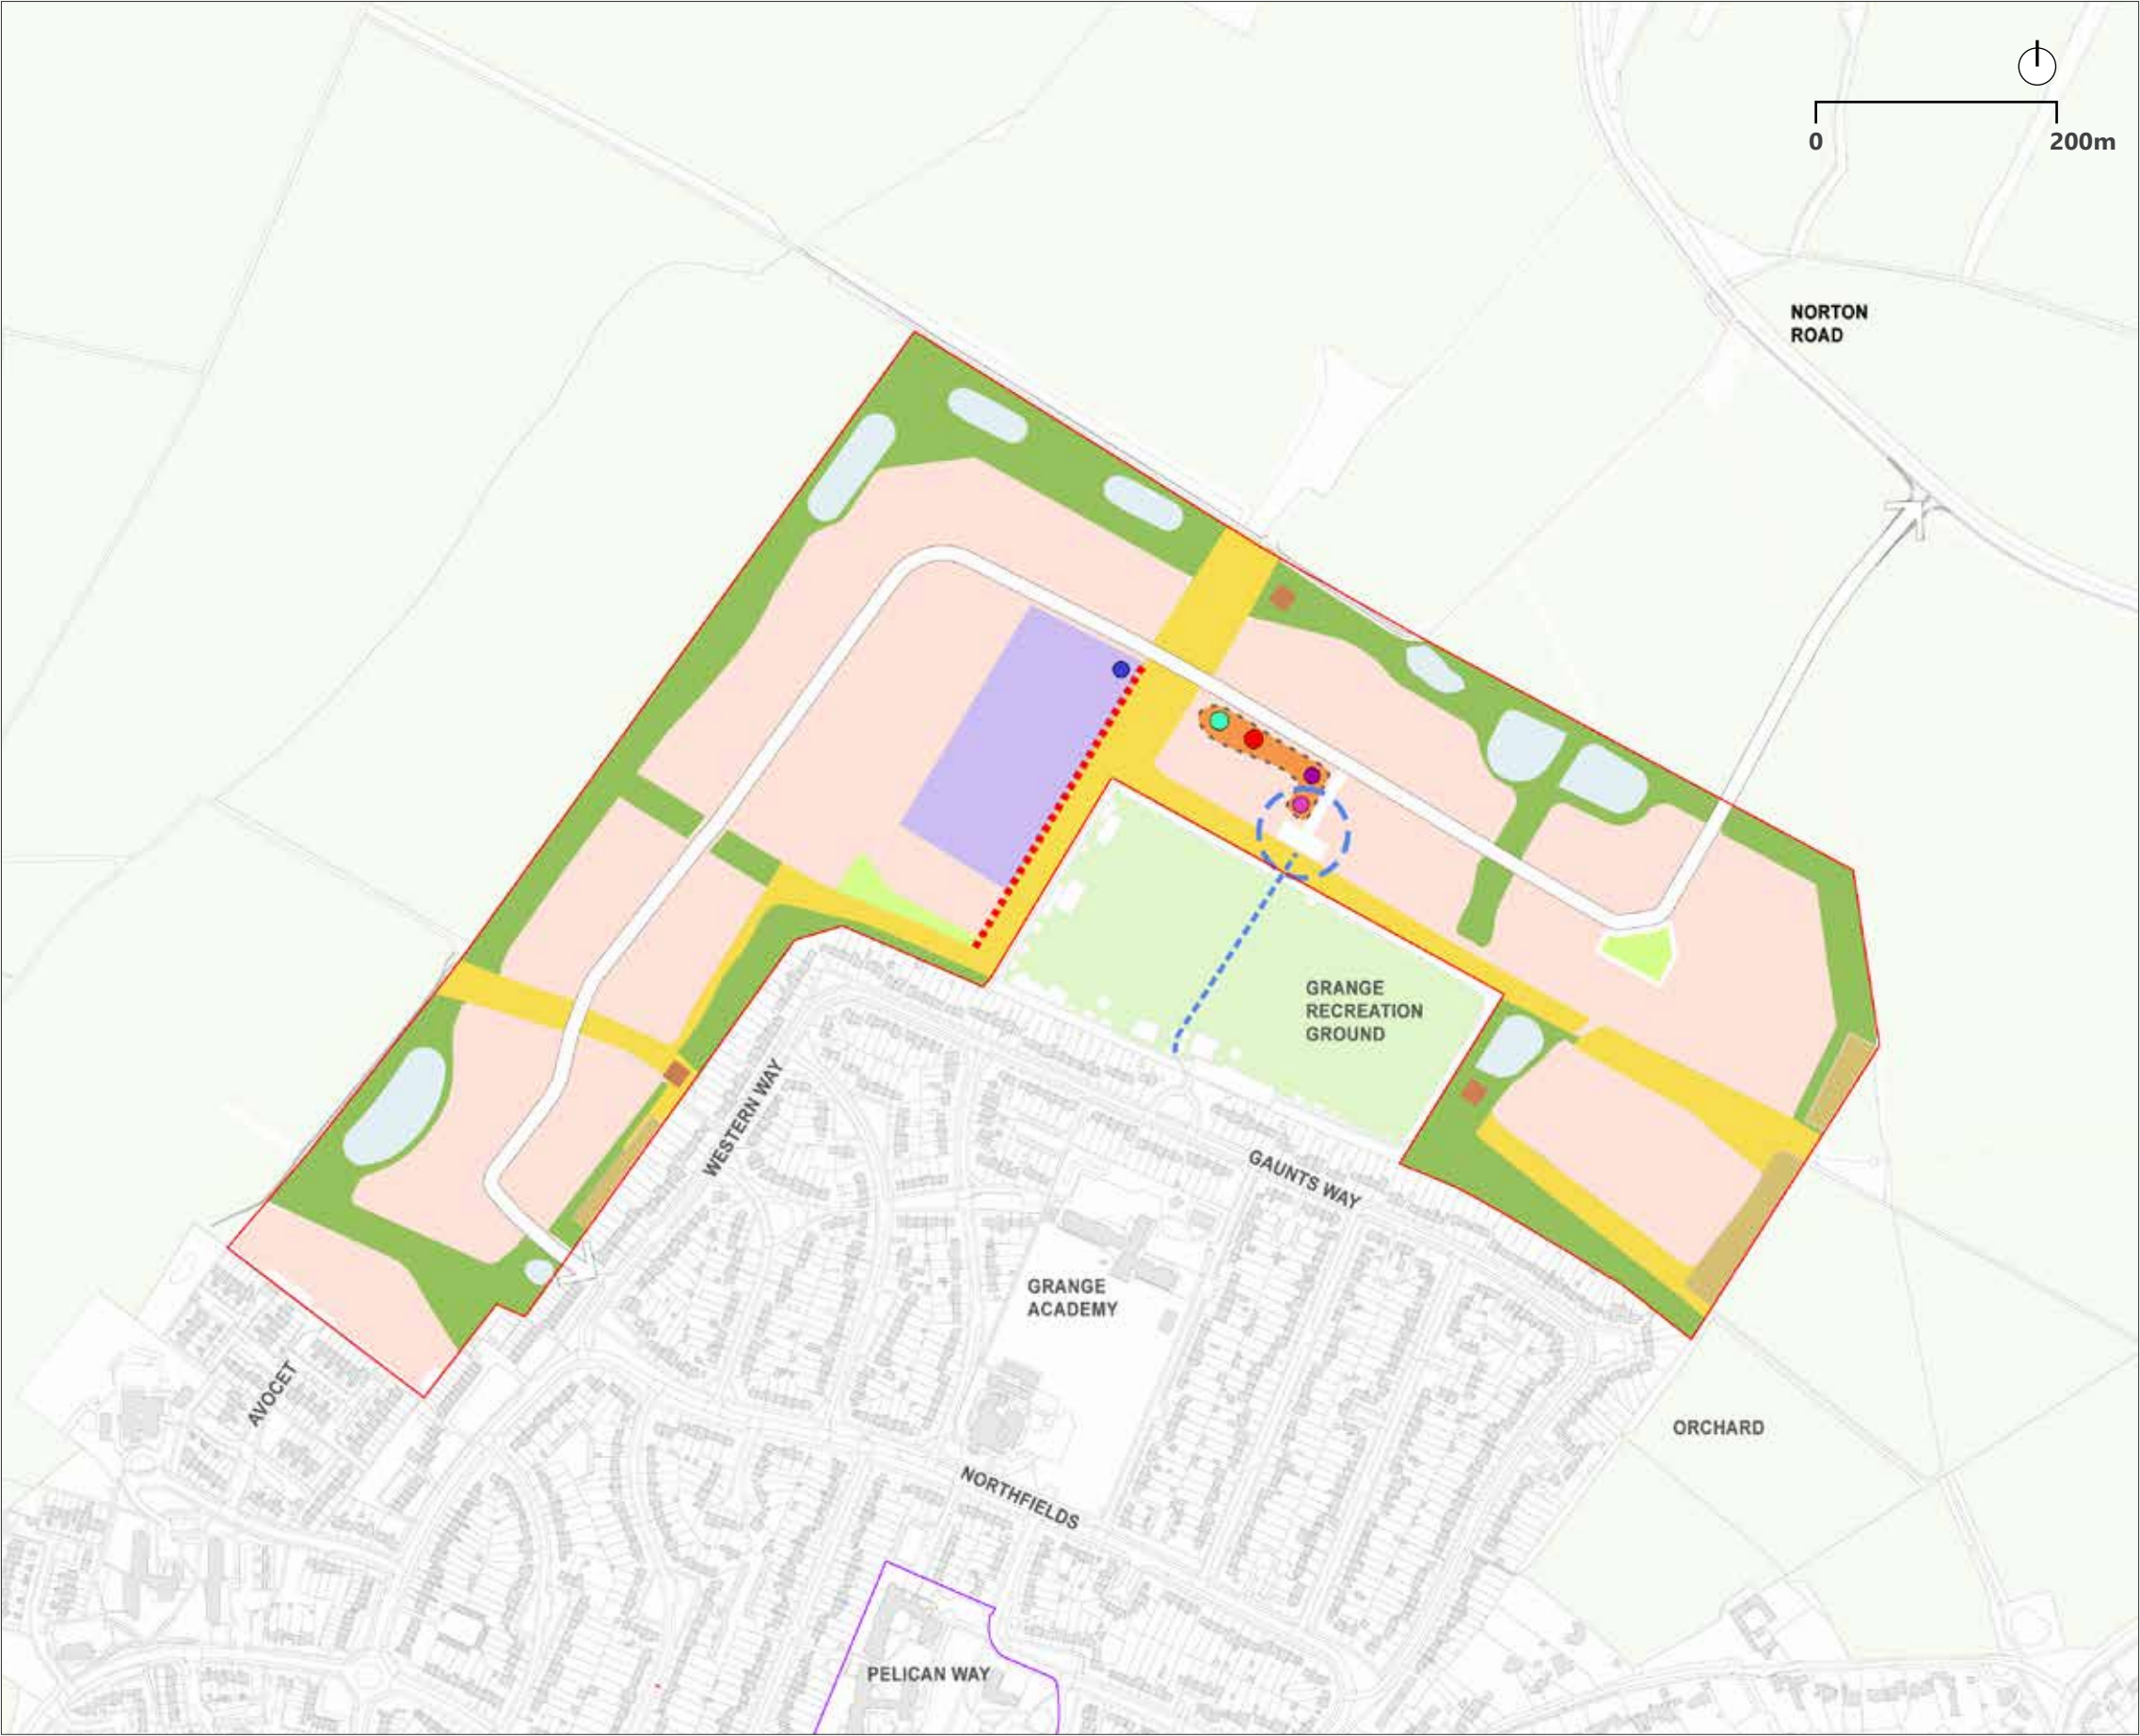 0
200m
NORTON
ROAD
GRANGE
RECREATION
GROUND
WESTERN WAY
GAUNTS WAY
GRANGE
ACADEMY
AVOCET
ORCHARD
NORTHFIELDS
PELICAN WAY